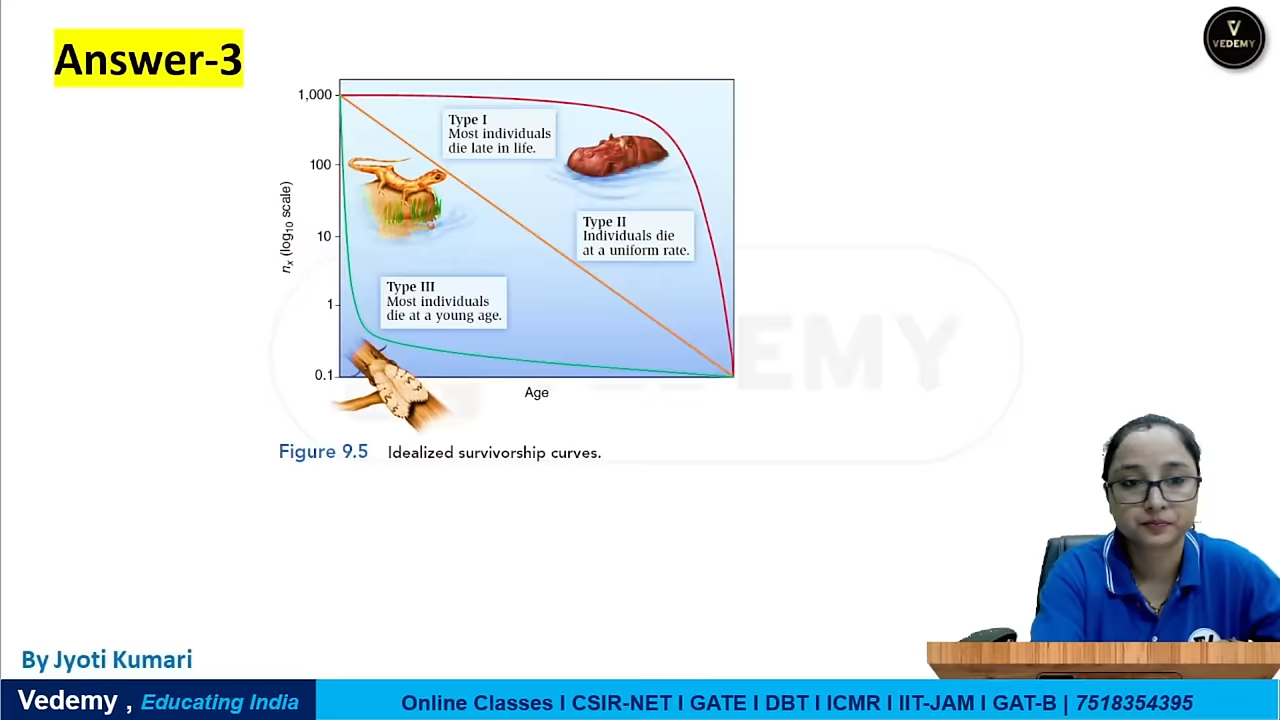 Answer-3
VEDEMY
1,000
100
10
1
0.1
nₓ (log₁₀ scale)
Type I
Most individuals
die late in life.
Type II
Individuals die
at a uniform rate.
Type III
Most individuals
die at a young age.
Age
Figure 9.5 Idealized survivorship curves.
EMY
By Jyoti Kumari
Vedemy , Educating India
Online Classes I CSIR-NET I GATE I DBT I ICMR I IIT-JAM I GAT-B | 7518354395